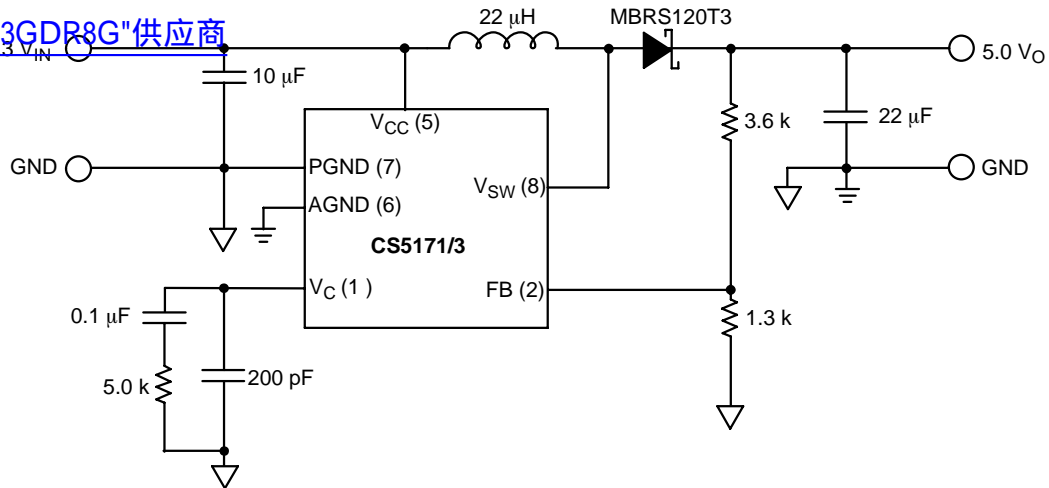 3GDR8G"供应商
22 μH
MBRS120T3
3 VIN
5.0 VO
10 μF
VCC (5)
3.6 k
22 μF
GND
PGND (7)
VSW (8)
GND
AGND (6)
CS5171/3
VC (1 )
FB (2)
0.1 μF
1.3 k
5.0 k
200 pF